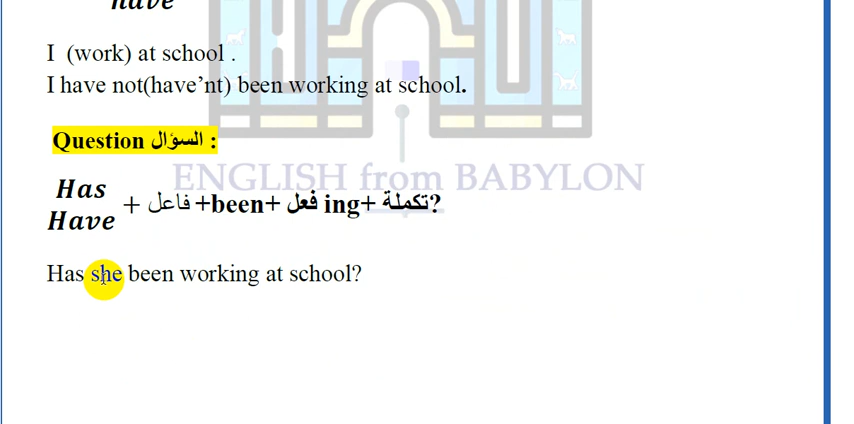 have
I (work) at school .
I have not(have’nt) been working at school.
Question السؤال :
ENGLISH from BABYLON
Has
Have + فاعل +been+ فعل ing+ تكملة?
Has she been working at school?